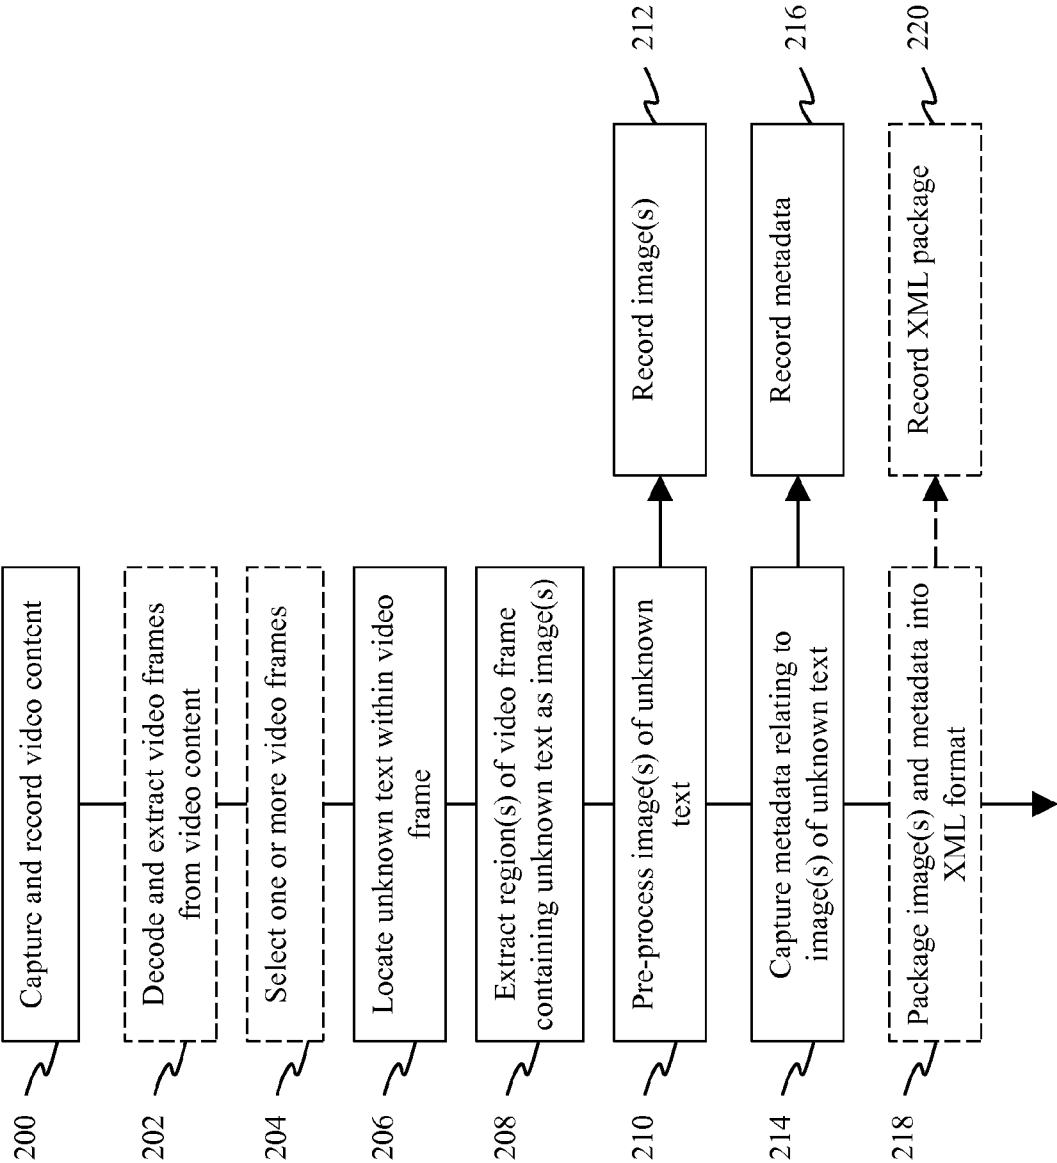 200
Capture and record video content
202
Decode and extract video frames
from video content
204
Select one or more video frames
206
Locate unknown text within video
frame
208
Extract region(s) of video frame
containing unknown text as image(s)
210
Pre-process image(s) of unknown
text
Record image(s)
212
214
Capture metadata relating to
image(s) of unknown text
Record metadata
216
218
Package image(s) and metadata into
XML format
Record XML package
220